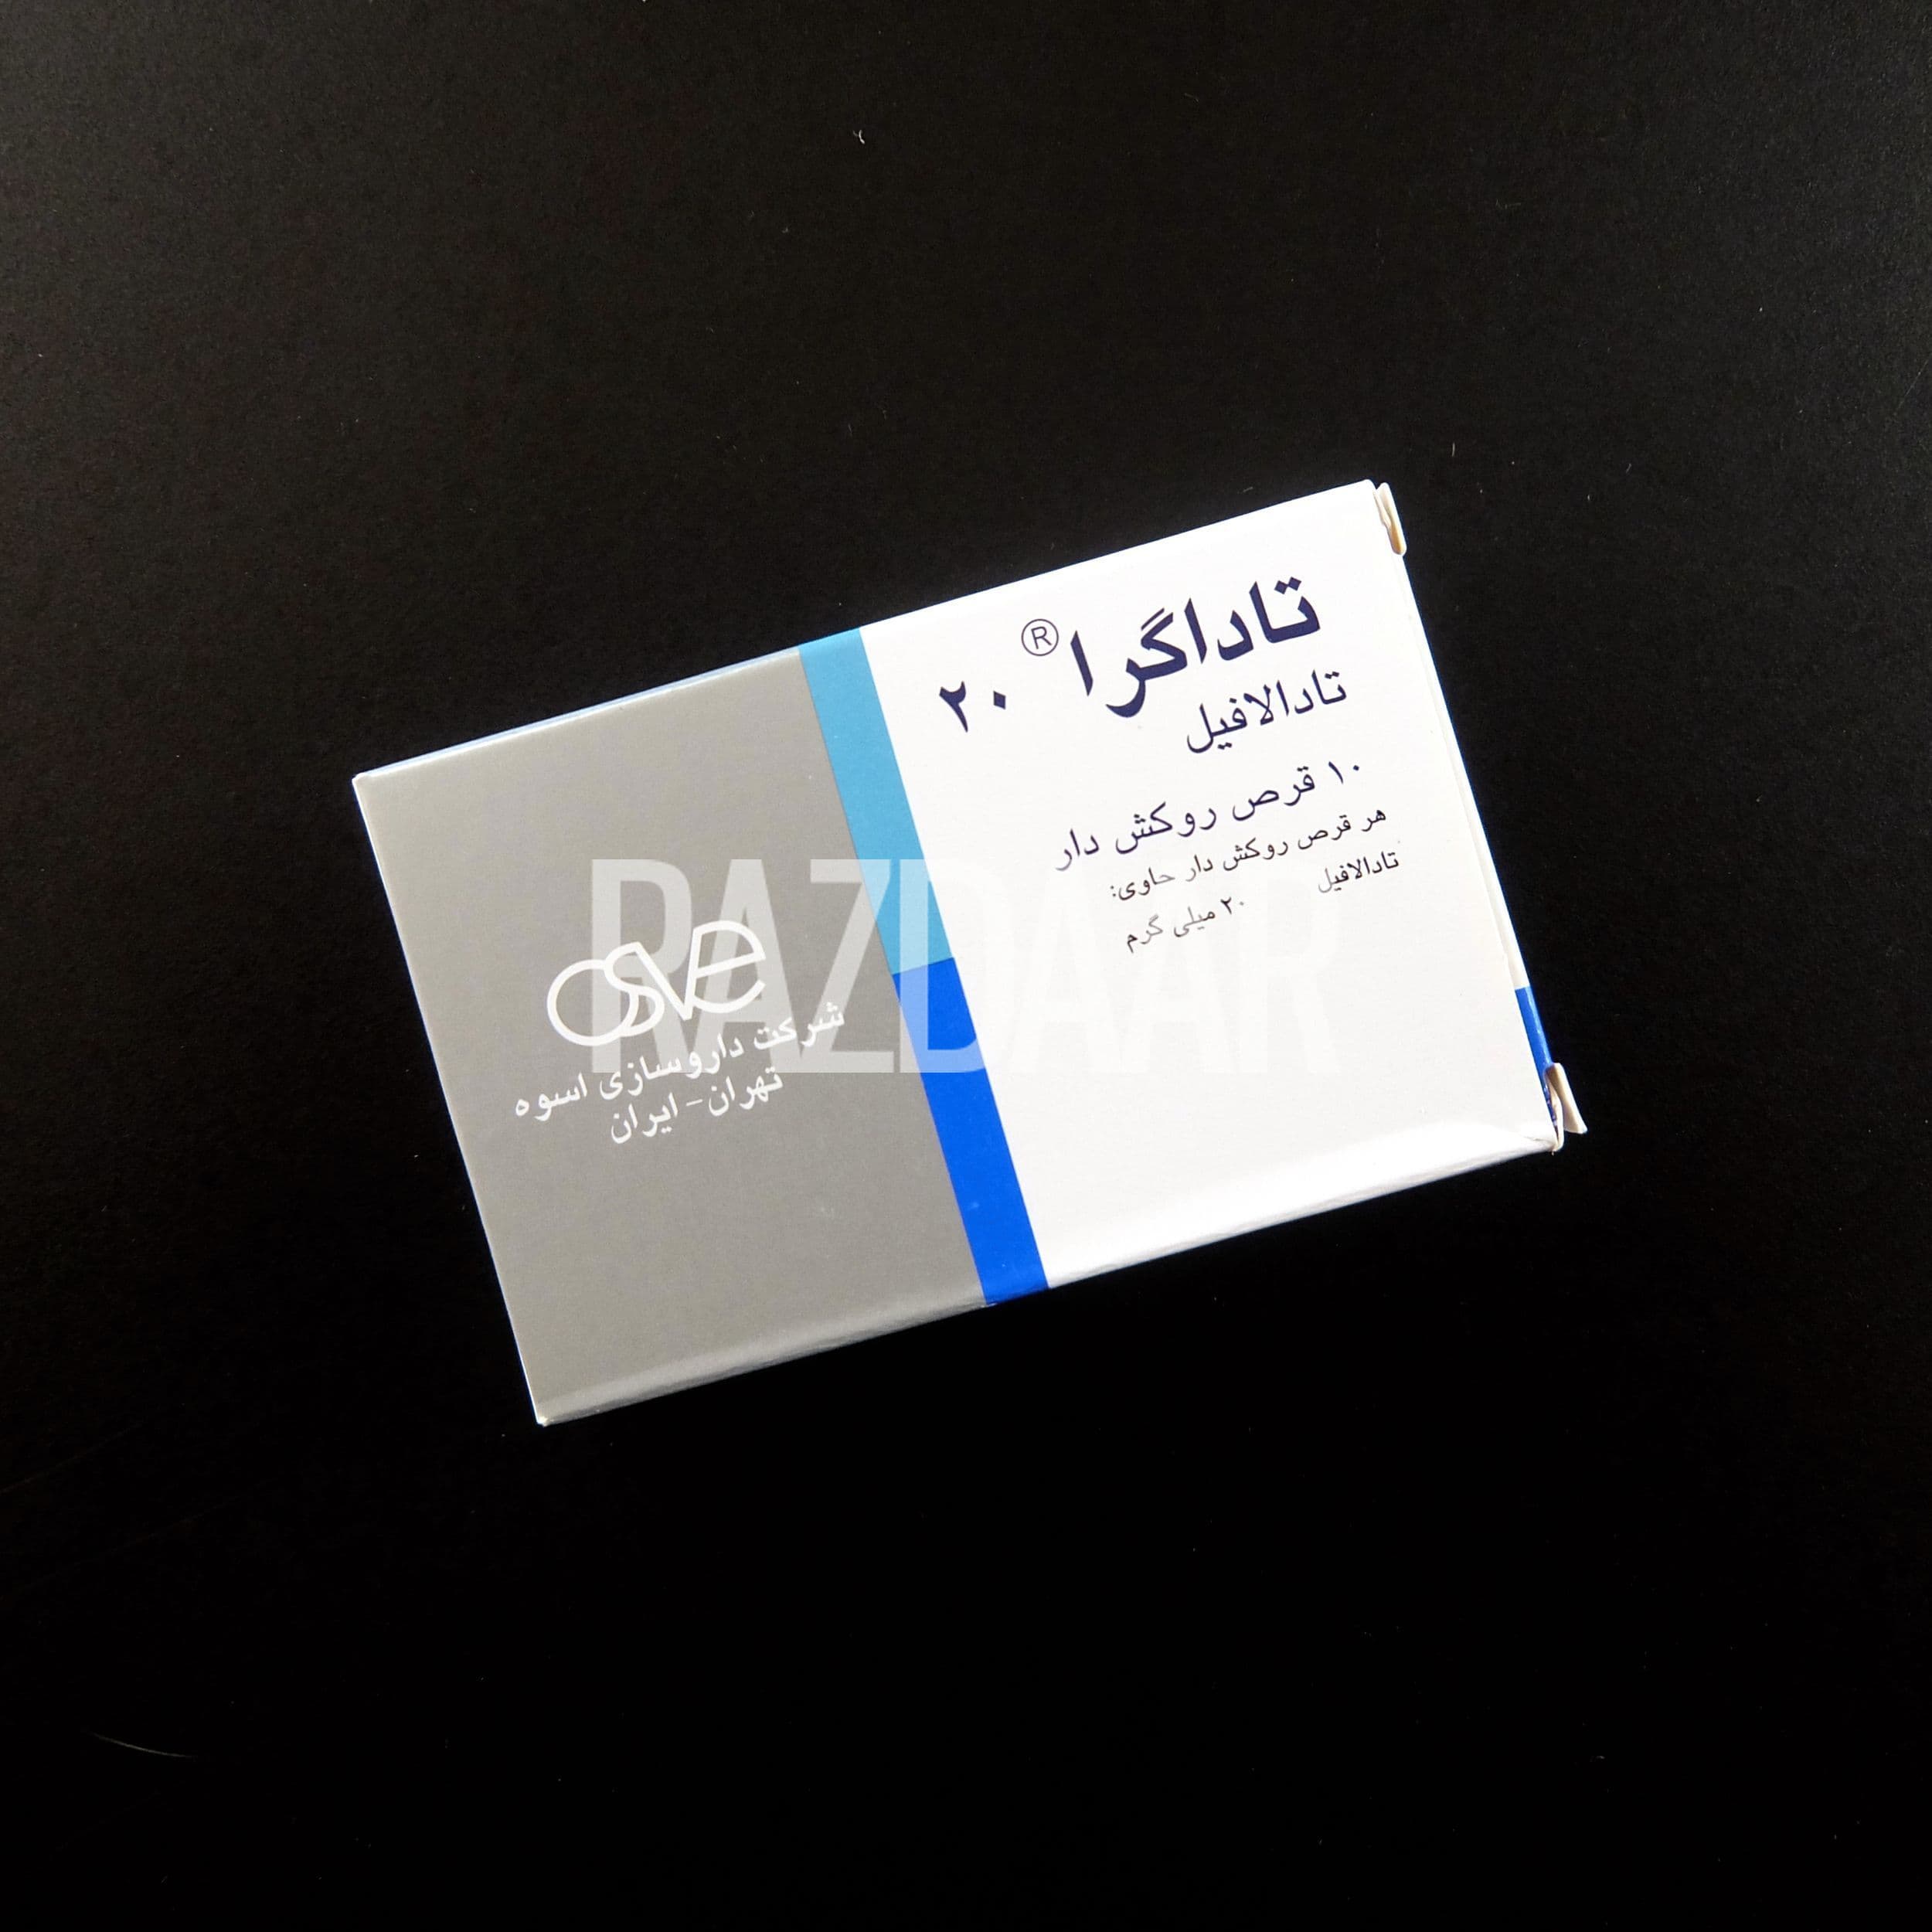 تاداگرا® ۲۰
تادالافیل
۱۰ قرص روکش دار
هر قرص روکش دار حاوی:
تادالافیل ۲۰ میلی گرم
osve
شرکت داروسازی اسوه
تهران-ایران
RAZDAAR